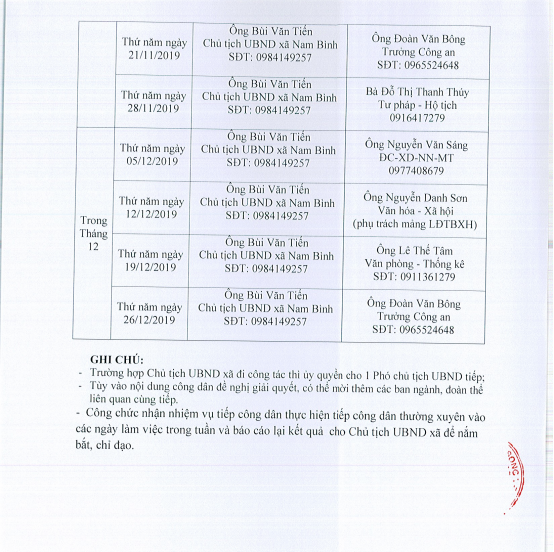 Thứ năm ngày
21/11/2019
Ông Bùi Văn Tiến
Chủ tịch UBND xã Nam Bình
SĐT: 0984149257
Ông Đoàn Văn Bông
Trưởng Công an
SĐT: 0965524648
Thứ năm ngày
28/11/2019
Ông Bùi Văn Tiến
Chủ tịch UBND xã Nam Bình
SĐT: 0984149257
Bà Đỗ Thị Thanh Thủy
Tư pháp - Hộ tịch
0916417279
Trong
Tháng
12
Thứ năm ngày
05/12/2019
Ông Bùi Văn Tiến
Chủ tịch UBND xã Nam Bình
SĐT: 0984149257
Ông Nguyễn Văn Sáng
ĐC-XD-NN-MT
0977408679
Thứ năm ngày
12/12/2019
Ông Bùi Văn Tiến
Chủ tịch UBND xã Nam Bình
SĐT: 0984149257
Ông Nguyễn Danh Sơn
Văn hóa - Xã hội
(phụ trách mảng LĐTBXH)
Thứ năm ngày
19/12/2019
Ông Bùi Văn Tiến
Chủ tịch UBND xã Nam Bình
SĐT: 0984149257
Ông Lê Thế Tâm
Văn phòng - Thống kê
SĐT: 0911361279
Thứ năm ngày
26/12/2019
Ông Bùi Văn Tiến
Chủ tịch UBND xã Nam Bình
SĐT: 0984149257
Ông Đoàn Văn Bông
Trưởng Công an
SĐT: 0965524648
GHI CHÚ:
- Trường hợp Chủ tịch UBND xã đi công tác thì ủy quyền cho 1 Phó chủ tịch UBND tiếp;
- Tùy vào nội dung công dân đề nghị giải quyết, có thể mời thêm các ban ngành, đoàn thể
liên quan cùng tiếp.
- Công chức nhận nhiệm vụ tiếp công dân thực hiện tiếp công dân thường xuyên vào
các ngày làm việc trong tuần và báo cáo lại kết quả cho Chủ tịch UBND xã để nắm
bắt, chỉ đạo.